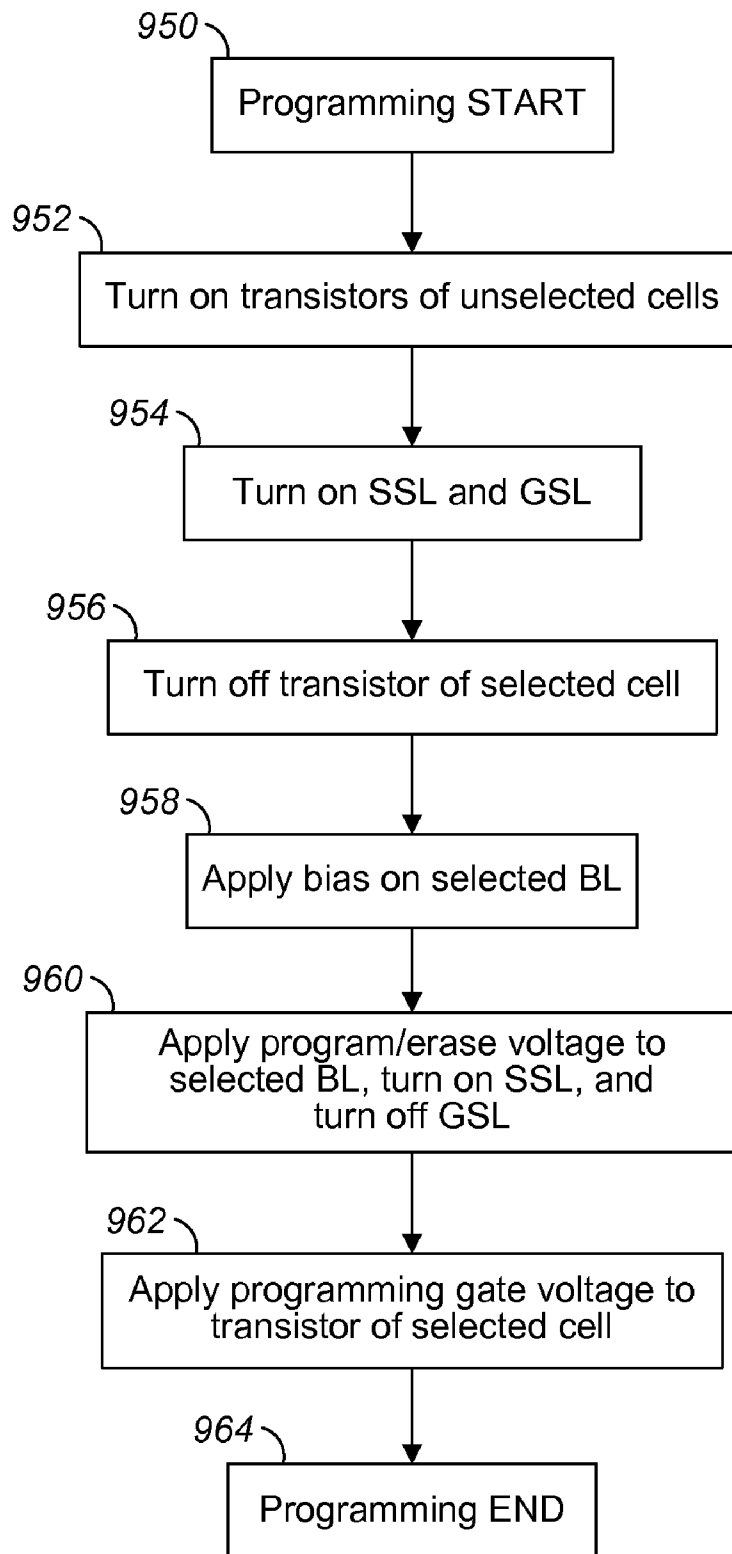 950
Programming START
952
Turn on transistors of unselected cells
954
Turn on SSL and GSL
956
Turn off transistor of selected cell
958
Apply bias on selected BL
960
Apply program/erase voltage to
selected BL, turn on SSL, and
turn off GSL
962
Apply programming gate voltage to
transistor of selected cell
964
Programming END